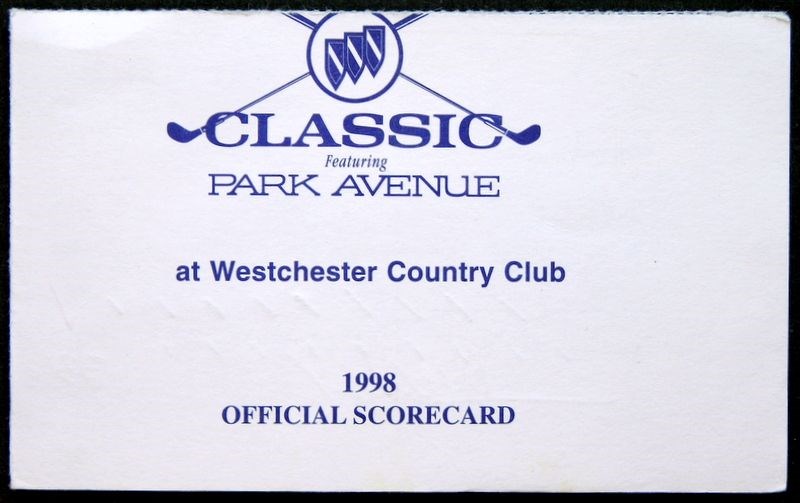 CLASSIC
Featuring
PARK AVENUE
at Westchester Country Club
1998
OFFICIAL SCORECARD